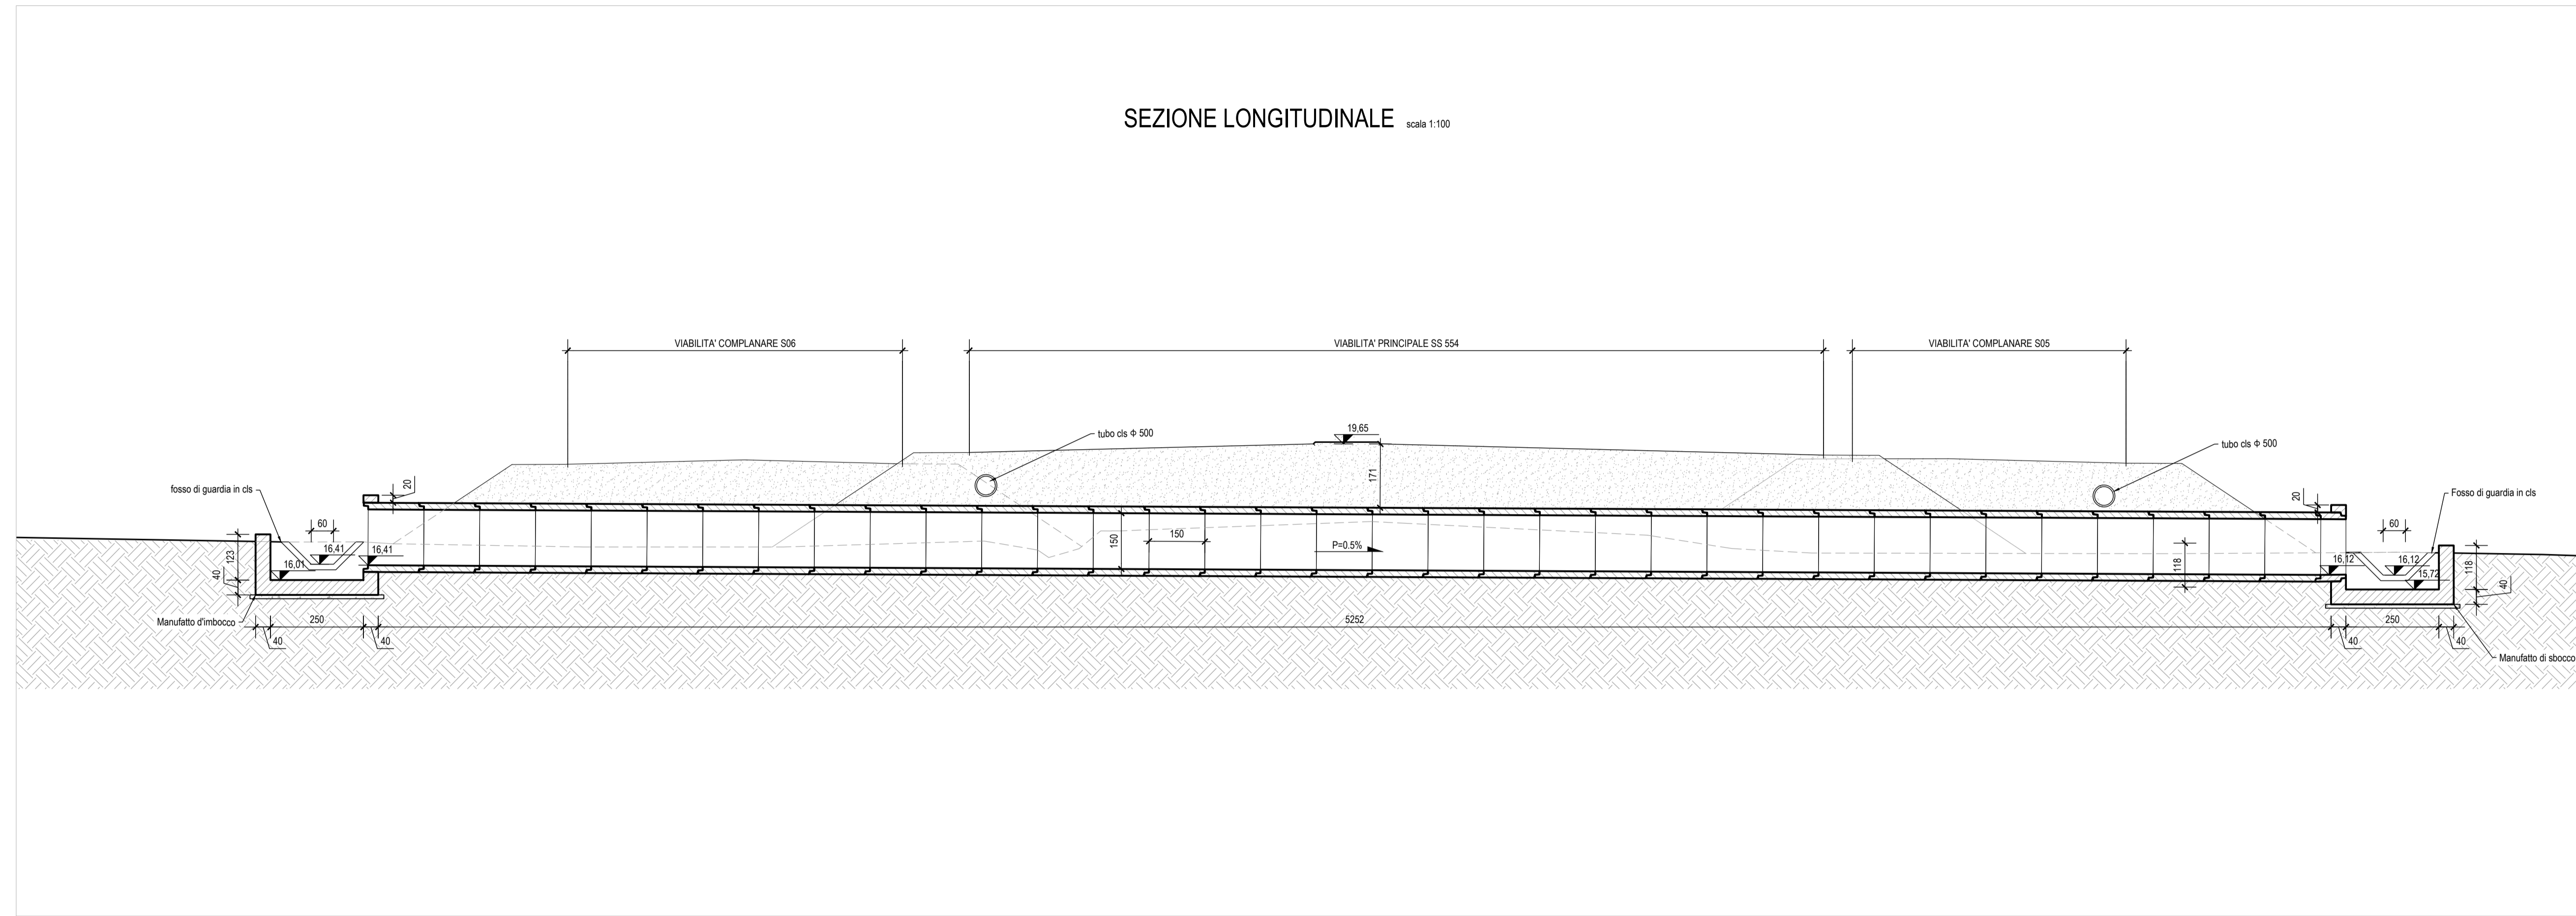 SEZIONE LONGITUDINALE scala 1:100
VIABILITA' COMPLANARE S06
VIABILITA' PRINCIPALE SS 554
VIABILITA' COMPLANARE S05
19,65
tubo cls Φ 500
tubo cls Φ 500
171
fosso di guardia in cls
20
20
Fosso di guardia in cls
60
60
123
16,41
16,41
150
150
P=0.5%
118
16,12
16,12
118
16,01
15,72
40
40
Manufatto d'imbocco
250
5252
250
40
40
40
40
Manufatto di sbocco